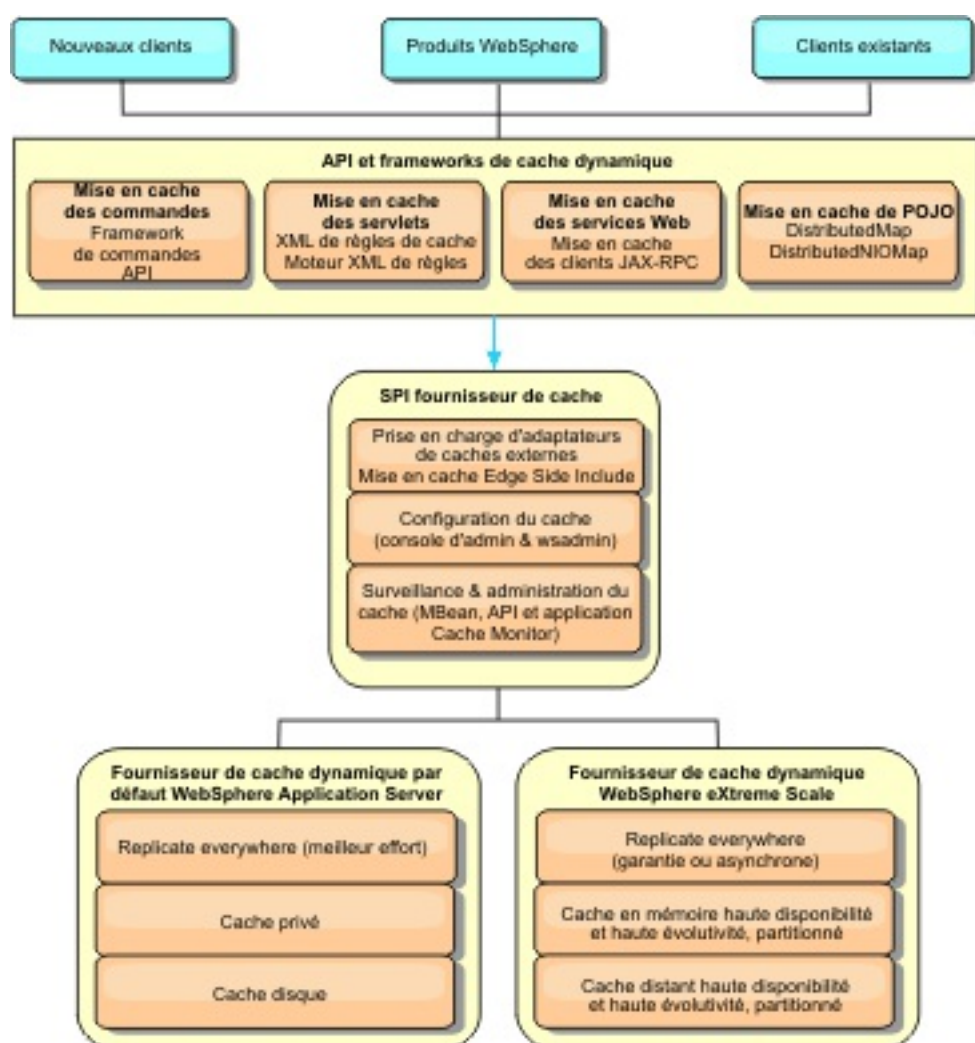 Nouveaux clients
Produits WebSphere
Clients existants
API et frameworks de cache dynamique
Mise en cache
des commandes
Framework
de commandes
API
Mise en cache
des servlets
XML de règles de cache
Moteur XML de règles
Mise en cache
des services Web
Mise en cache
des clients JAX-RPC
Mise en cache de POJO
DistributedMap
DistributedNIOMap
SPI fournisseur de cache
Prise en charge d'adaptateurs
de caches externes
Mise en cache Edge Side Include
Configuration du cache
(console d'admin & wsadmin)
Surveillance & administration du
cache (MBean, API et application
Cache Monitor)
Fournisseur de cache dynamique par
défaut WebSphere Application Server
Replicate everywhere (meilleur effort)
Cache privé
Cache disque
Fournisseur de cache dynamique
WebSphere eXtreme Scale
Replicate everywhere
(garantie ou asynchrone)
Cache en mémoire haute disponibilité
et haute évolutivité, partitionné
Cache distant haute disponibilité
et haute évolutivité, partitionné